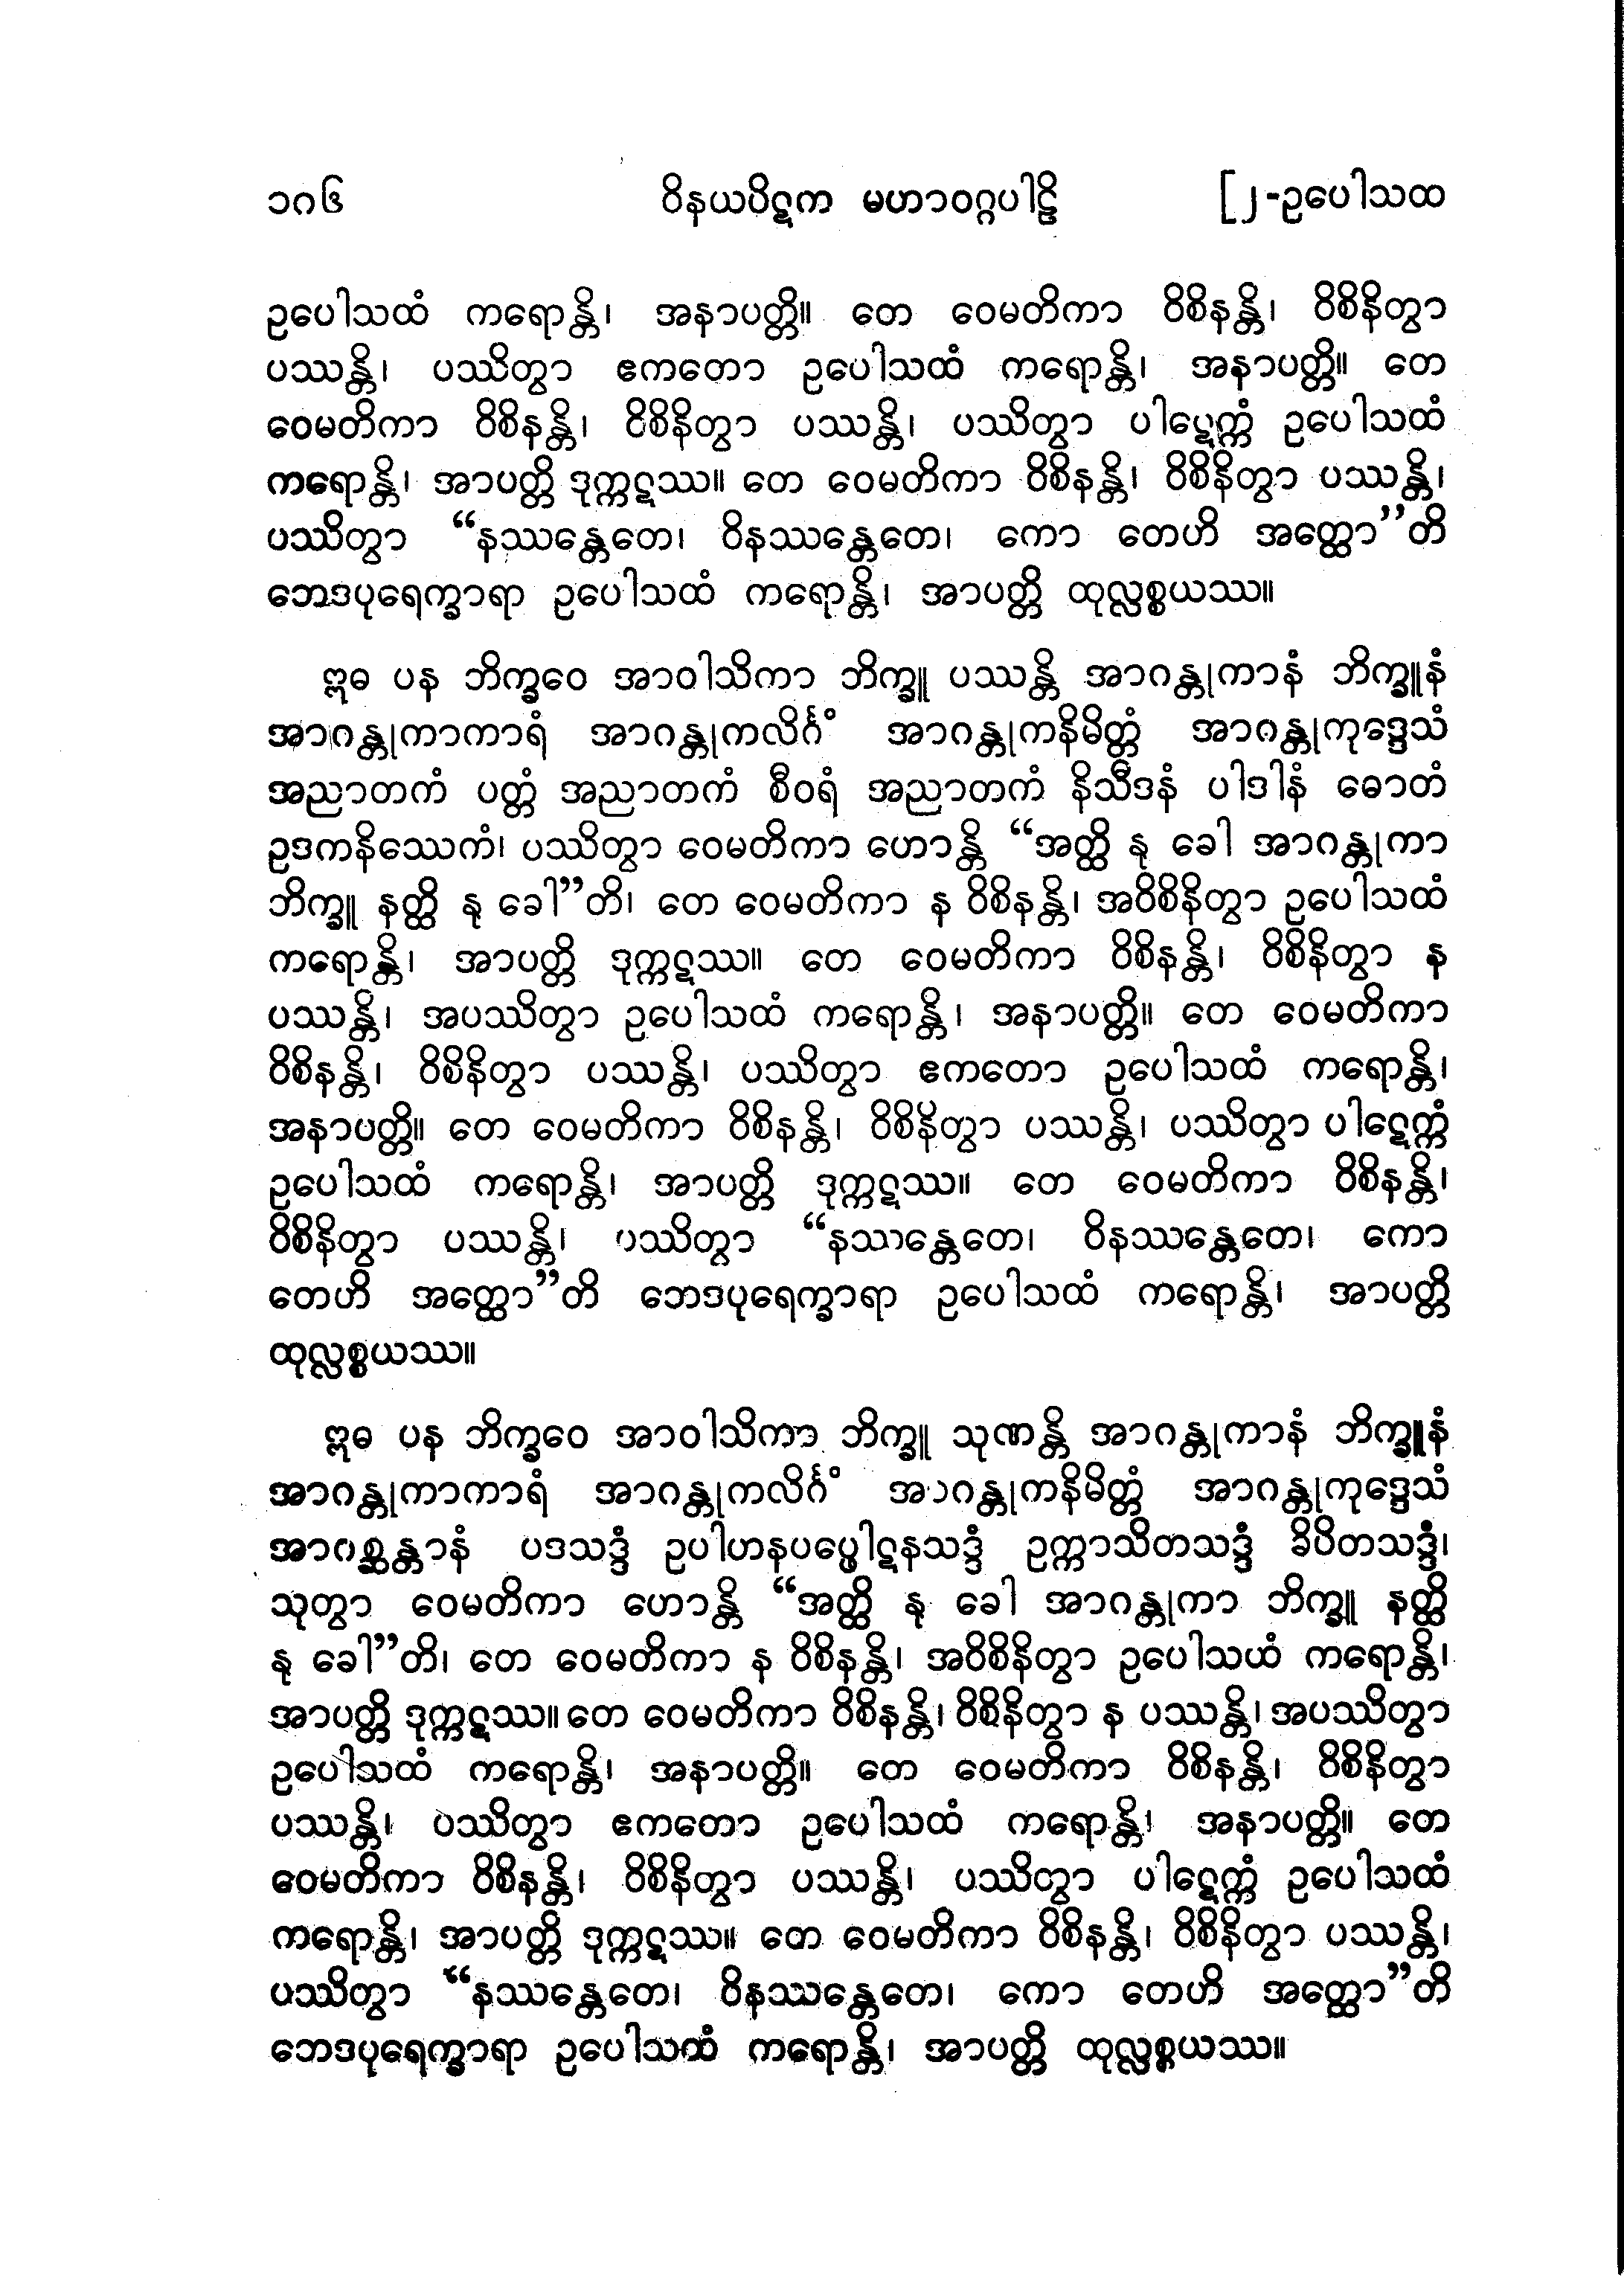 ၁၈၆ ဝိနယပိဋက မဟာဝဂ္ဂပါဠိ [၂-ဥပေါသထ
ဥပေါသထံ ကရောန္တိ၊ အနာပတ္တိ။ တေ ဝေမတိကာ ဝိစိနန္တိ၊ ဝိစိနိတွာ
ပဿန္တိ၊ ပဿိတွာ ဧကတော ဥပေါသထံ ကရောန္တိ၊ အနာပတ္တိ။ တေ
ဝေမတိကာ ဝိစိနန္တိ၊ ဝိစိနိတွာ ပဿန္တိ၊ ပဿိတွာ ပါဋေက္ကံ ဥပေါသထံ
ကရောန္တိ၊ အာပတ္တိ ဒုက္ကဋဿ။ တေ ဝေမတိကာ ဝိစိနန္တိ၊ ဝိစိနိတွာ ပဿန္တိ၊
ပဿိတွာ “နဿန္တေတေ၊ ဝိနဿန္တေတေ၊ ကော တေဟိ အတ္ထော”တိ
ဘေဒပုရေက္ခာရာ ဥပေါသထံ ကရောန္တိ၊ အာပတ္တိ ထုလ္လစ္စယဿ။
ဣဓ ပန ဘိက္ခဝေ အာဝါသိကာ ဘိက္ခူ ပဿန္တိ အာဂန္တုကာနံ ဘိက္ခူနံ
အာဂန္တုကာကာရံ အာဂန္တုကလိင်္ဂံ အာဂန္တုကနိမိတ္တံ အာဂန္တုကုဒ္ဒေသံ
အညာတကံ ပတ္တံ အညာတကံ စီဝရံ အညာတကံ နိသီဒနံ ပါဒါနံ ဓောတံ
ဥဒကနိဿေကံ၊ ပဿိတွာ ဝေမတိကာ ဟောန္တိ “အတ္ထိ နု ခေါ အာဂန္တုကာ
ဘိက္ခူ နတ္ထိ နု ခေါ”တိ၊ တေ ဝေမတိကာ န ဝိစိနန္တိ၊ အဝိစိနိတွာ ဥပေါသထံ
ကရောန္တိ၊ အာပတ္တိ ဒုက္ကဋဿ။ တေ ဝေမတိကာ ဝိစိနန္တိ၊ ဝိစိနိတွာ န
ပဿန္တိ၊ အပဿိတွာ ဥပေါသထံ ကရောန္တိ၊ အနာပတ္တိ။ တေ ဝေမတိကာ
ဝိစိနန္တိ၊ ဝိစိနိတွာ ပဿန္တိ၊ ပဿိတွာ ဧကတော ဥပေါသထံ ကရောန္တိ၊
အနာပတ္တိ။ တေ ဝေမတိကာ ဝိစိနန္တိ၊ ဝိစိနိတွာ ပဿန္တိ၊ ပဿိတွာ ပါဋေက္ကံ
ဥပေါသထံ ကရောန္တိ၊ အာပတ္တိ ဒုက္ကဋဿ။ တေ ဝေမတိကာ ဝိစိနန္တိ၊
ဝိစိနိတွာ ပဿန္တိ၊ ပဿိတွာ “နဿန္တေတေ၊ ဝိနဿန္တေတေ၊ ကော
တေဟိ အတ္ထော”တိ ဘေဒပုရေက္ခာရာ ဥပေါသထံ ကရောန္တိ၊ အာပတ္တိ
ထုလ္လစ္စယဿ။
ဣဓ ပန ဘိက္ခဝေ အာဝါသိကာ ဘိက္ခူ သုဏန္တိ အာဂန္တုကာနံ ဘိက္ခူနံ
အာဂန္တုကာကာရံ အာဂန္တုကလိင်္ဂံ အာဂန္တုကနိမိတ္တံ အာဂန္တုကုဒ္ဒေသံ
အာဂစ္ဆန္တာနံ ပဒသဒ္ဒံ ဥပါဟနပပ္ဖေါဋနသဒ္ဒံ ဥက္ကာသိတသဒ္ဒံ ခိပိတသဒ္ဒံ၊
သုတွာ ဝေမတိကာ ဟောန္တိ “အတ္ထိ နု ခေါ အာဂန္တုကာ ဘိက္ခူ နတ္ထိ
နု ခေါ”တိ၊ တေ ဝေမတိကာ န ဝိစိနန္တိ၊ အဝိစိနိတွာ ဥပေါသထံ ကရောန္တိ၊
အာပတ္တိ ဒုက္ကဋဿ။ တေ ဝေမတိကာ ဝိစိနန္တိ၊ ဝိစိနိတွာ န ပဿန္တိ၊ အပဿိတွာ
ဥပေါသထံ ကရောန္တိ၊ အနာပတ္တိ။ တေ ဝေမတိကာ ဝိစိနန္တိ၊ ဝိစိနိတွာ
ပဿန္တိ၊ ပဿိတွာ ဧကတော ဥပေါသထံ ကရောန္တိ၊ အနာပတ္တိ။ တေ
ဝေမတိကာ ဝိစိနန္တိ၊ ဝိစိနိတွာ ပဿန္တိ၊ ပဿိတွာ ပါဋေက္ကံ ဥပေါသထံ
ကရောန္တိ၊ အာပတ္တိ ဒုက္ကဋဿ။ တေ ဝေမတိကာ ဝိစိနန္တိ၊ ဝိစိနိတွာ ပဿန္တိ၊
ပဿိတွာ “နဿန္တေတေ၊ ဝိနဿန္တေတေ၊ ကော တေဟိ အတ္ထော”တိ
ဘေဒပုရေက္ခာရာ ဥပေါသထံ ကရောန္တိ၊ အာပတ္တိ ထုလ္လစ္စယဿ။